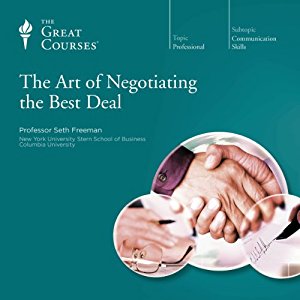 THE
GREAT
COURSES®
Topic
Professional
Subtopic
Communication
Skills
The Art of Negotiating
the Best Deal
Professor Seth Freeman
New York University Stern School of Business
Columbia University